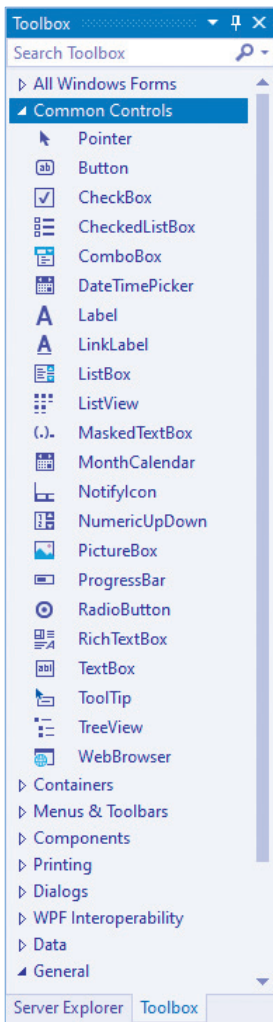 Toolbox
Search Toolbox
All Windows Forms
Common Controls
Pointer
Button
CheckBox
CheckedListBox
ComboBox
DateTimePicker
Label
LinkLabel
ListBox
ListView
MaskedTextBox
MonthCalendar
NotifyIcon
NumericUpDown
PictureBox
ProgressBar
RadioButton
RichTextBox
TextBox
ToolTip
TreeView
WebBrowser
Containers
Menus & Toolbars
Components
Printing
Dialogs
WPF Interoperability
Data
General
Server Explorer Toolbox